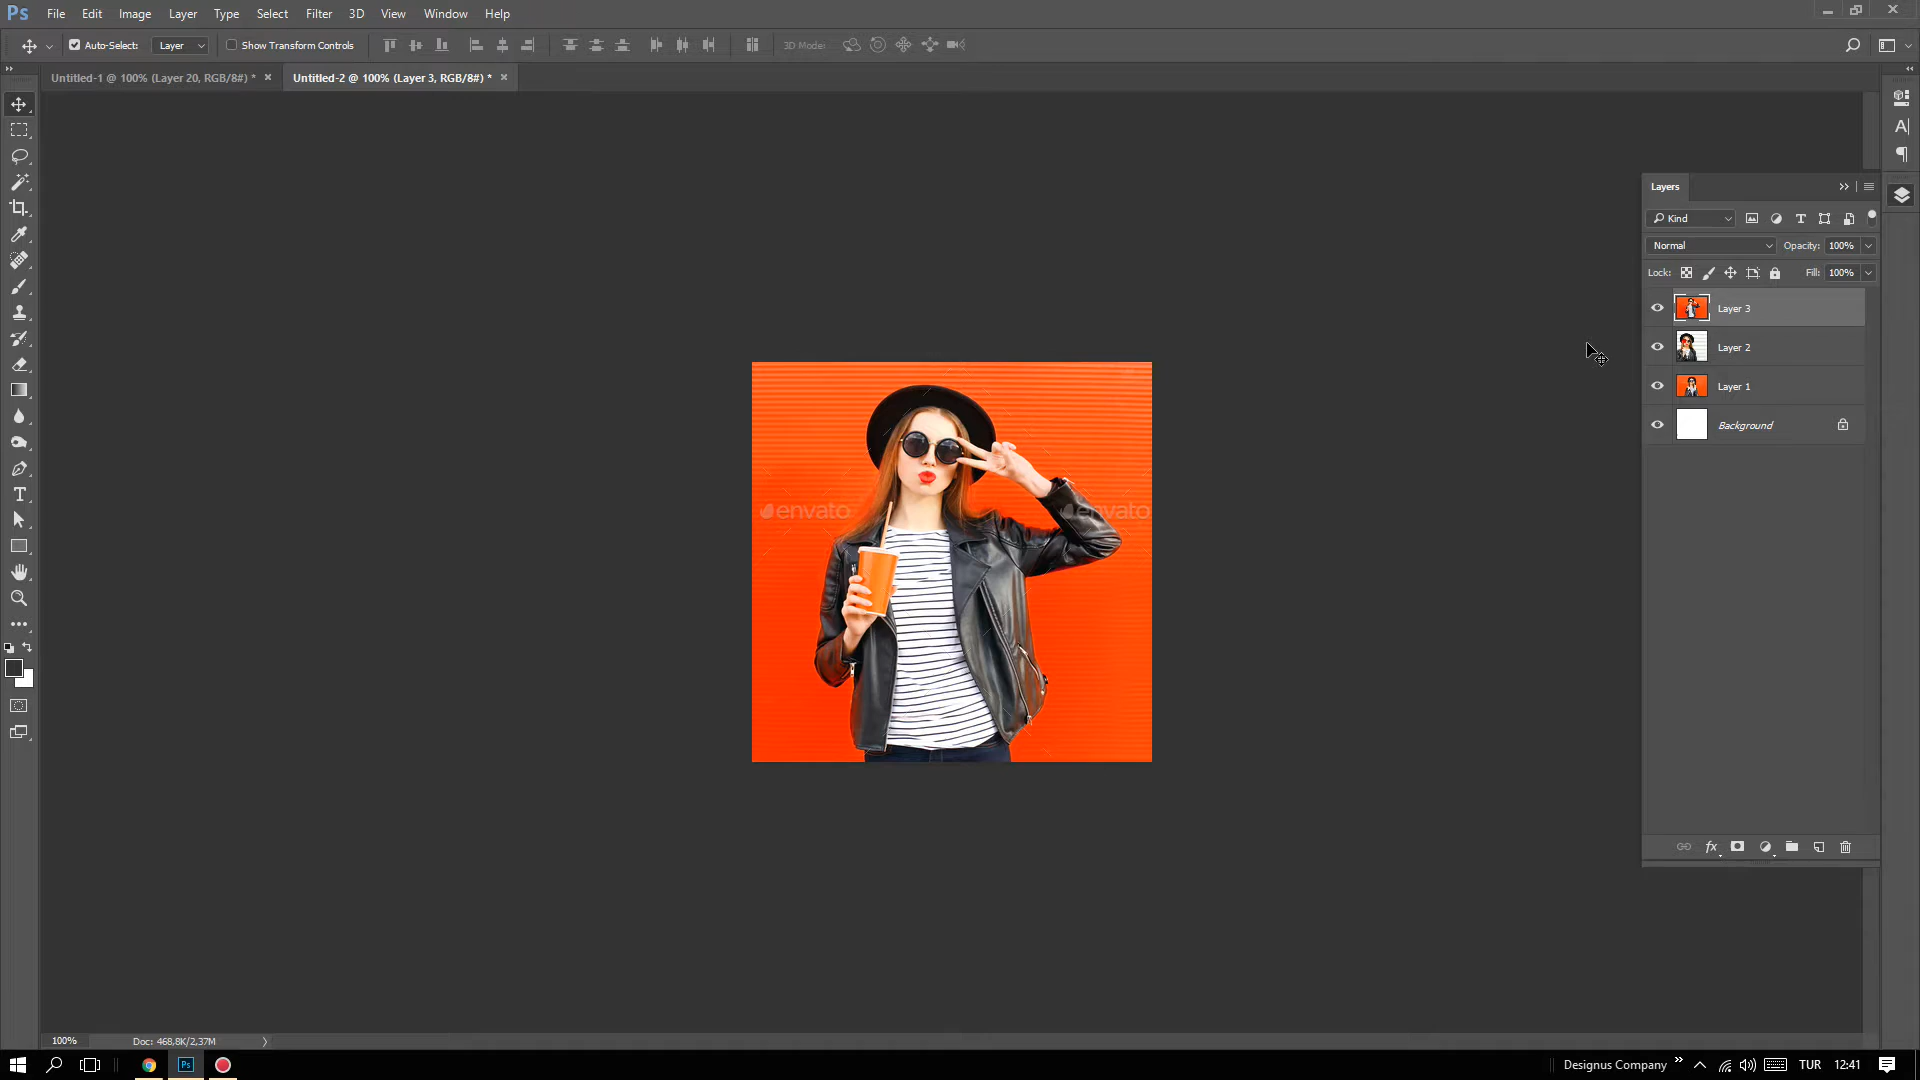 Ps File Edit Image Layer Type Select Filter 3D View Window Help
Auto-Select: Layer Show Transform Controls 3D Mode:
Untitled-1 @ 100% (Layer 20, RGB/8#) * × Untitled-2 @ 100% (Layer 3, RGB/8#) * ×
Layers
Kind
Normal Opacity: 100%
Lock: Fill: 100%
Layer 3
Layer 2
Layer 1
Background
envato envato
fx
100% Doc: 468,8K/2,37M
Ps Designus Company TUR 12:41